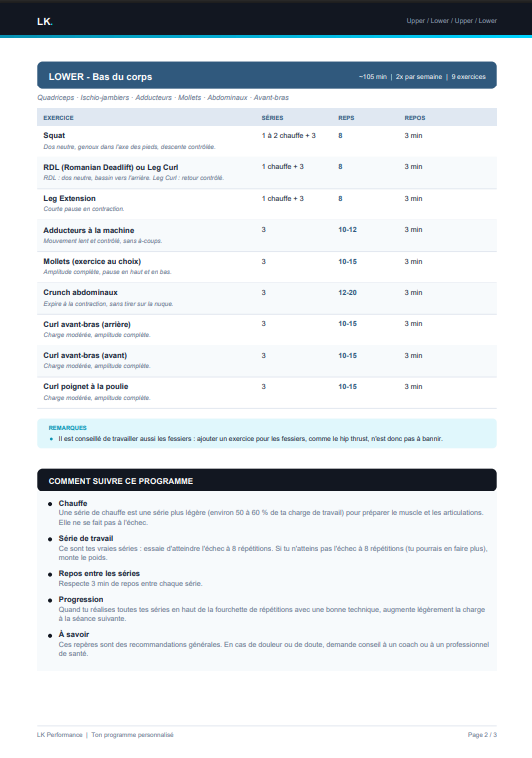 LK.
Upper / Lower / Upper / Lower
LOWER - Bas du corps
~105 min | 2x par semaine | 9 exercices
Quadriceps · Ischio-jambiers · Adducteurs · Mollets · Abdominaux · Avant-bras
EXERCICE SÉRIES REPS REPOS
Squat 1 à 2 chauffe + 3 8 3 min
Dos neutre, genoux dans l'axe des pieds, descente contrôlée.
RDL (Romanian Deadlift) ou Leg Curl 1 chauffe + 3 8 3 min
RDL : dos neutre, bassin vers l'arrière. Leg Curl : retour contrôlé.
Leg Extension 1 chauffe + 3 8 3 min
Courte pause en contraction.
Adducteurs à la machine 3 10-12 3 min
Mouvement lent et contrôlé, sans à-coups.
Mollets (exercice au choix) 3 10-15 3 min
Amplitude complète, pause en haut et en bas.
Crunch abdominaux 3 12-20 3 min
Expire à la contraction, sans tirer sur la nuque.
Curl avant-bras (arrière) 3 10-15 3 min
Charge modérée, amplitude complète.
Curl avant-bras (avant) 3 10-15 3 min
Charge modérée, amplitude complète.
Curl poignet à la poulie 3 10-15 3 min
Charge modérée, amplitude complète.
REMARQUES
• Il est conseillé de travailler aussi les fessiers : ajouter un exercice pour les fessiers, comme le hip thrust, n'est donc pas à bannir.
COMMENT SUIVRE CE PROGRAMME
• Chauffe
Une série de chauffe est une série plus légère (environ 50 à 60 % de ta charge de travail) pour préparer le muscle et les articulations.
Elle ne se fait pas à l'échec.
• Série de travail
Ce sont tes vraies séries : essaie d'atteindre l'échec à 8 répétitions. Si tu n'atteins pas l'échec à 8 répétitions (tu pourrais en faire plus),
monte le poids.
• Repos entre les séries
Respecte 3 min de repos entre chaque série.
• Progression
Quand tu réalises toutes tes séries en haut de la fourchette de répétitions avec une bonne technique, augmente légèrement la charge
à la séance suivante.
• À savoir
Ces repères sont des recommandations générales. En cas de douleur ou de doute, demande conseil à un coach ou à un professionnel
de santé.
LK Performance | Ton programme personnalisé
Page 2 / 3